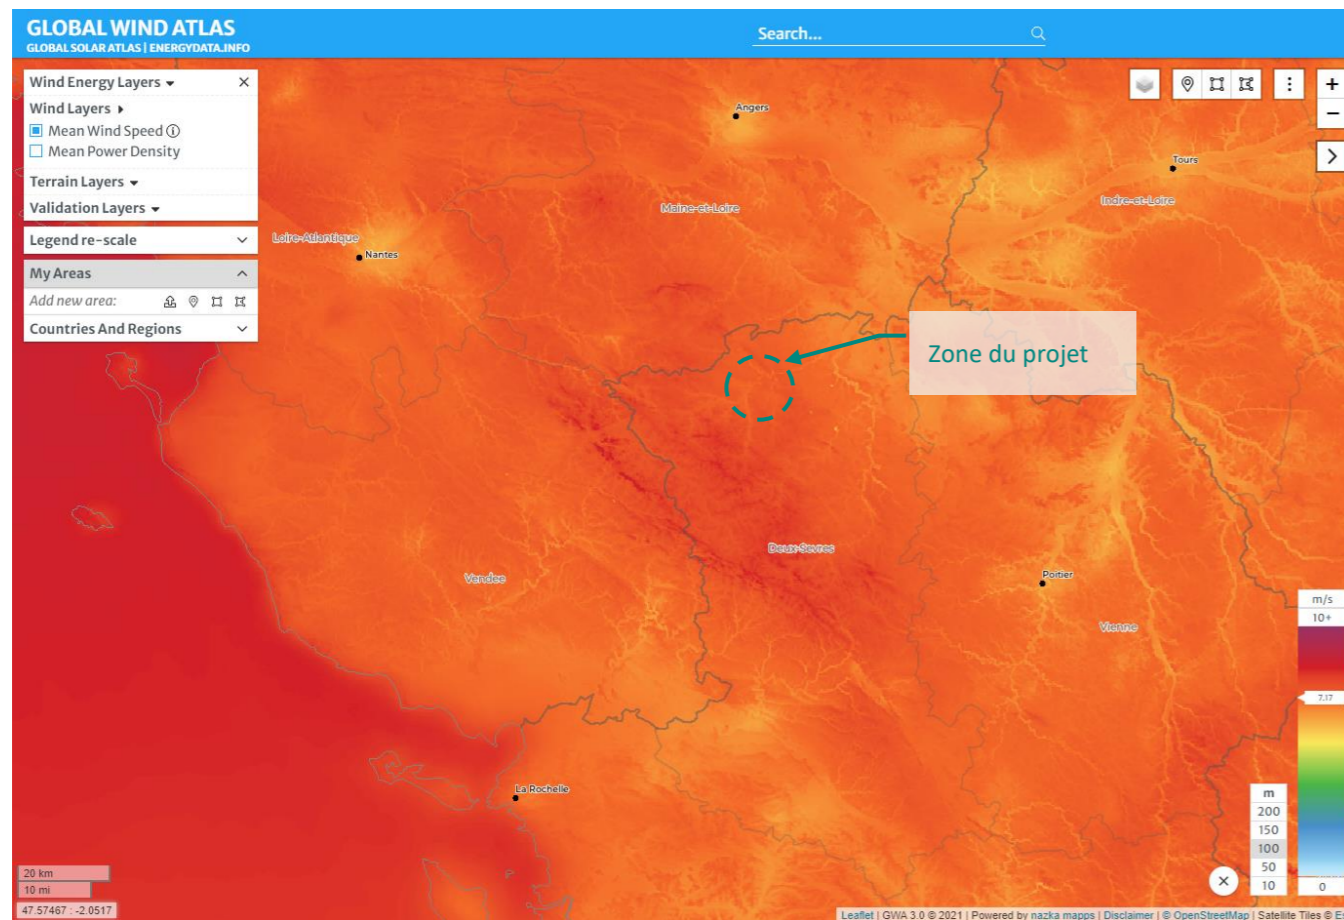 GLOBAL WIND ATLAS
GLOBAL SOLAR ATLAS | ENERGYDATA.INFO
Search...
Wind Energy Layers
Wind Layers
Mean Wind Speed
Mean Power Density
Terrain Layers
Validation Layers
Legend re-scale
My Areas
Add new area:
Countries And Regions
Angers
Tours
Indre-et-Loire
Maine-et-Loire
Loire-Atlantique
Nantes
Zone du projet
Deux-Sevres
Vendee
Poitier
Vienne
La Rochelle
m/s
10+
7.17
0
m
200
150
100
50
10
20 km
10 mi
47.57467 : -2.0517
Leaflet | GWA 3.0 © 2021 | Powered by nazka mapps | Disclaimer | © OpenStreetMap | Satellite Tiles ©